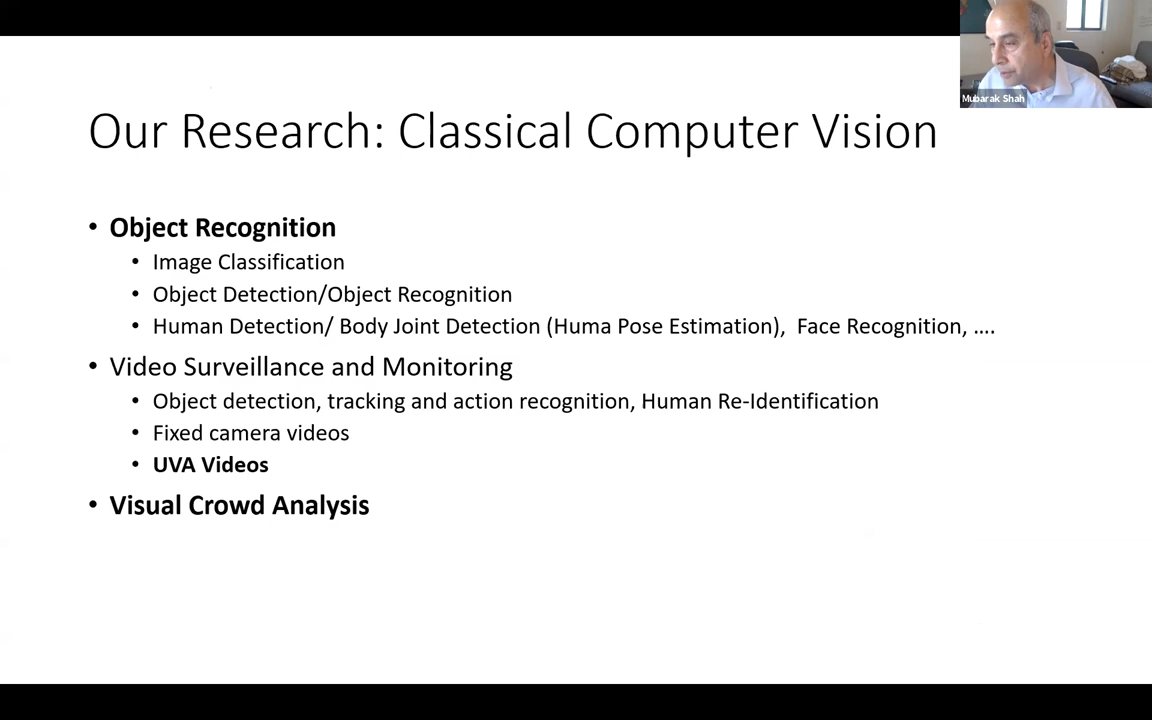 Mubarak Shah
Our Research: Classical Computer Vision
• Object Recognition
• Image Classification
• Object Detection/Object Recognition
• Human Detection/ Body Joint Detection (Huma Pose Estimation), Face Recognition, ....
• Video Surveillance and Monitoring
• Object detection, tracking and action recognition, Human Re-Identification
• Fixed camera videos
• UVA Videos
• Visual Crowd Analysis